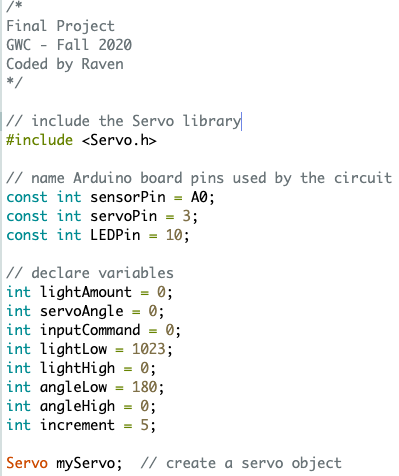 /*
Final Project
GWC - Fall 2020
Coded by Raven
*/
// include the Servo library
#include <Servo.h>
// name Arduino board pins used by the circuit
const int sensorPin = A0;
const int servoPin = 3;
const int LEDPin = 10;
// declare variables
int lightAmount = 0;
int servoAngle = 0;
int inputCommand = 0;
int lightLow = 1023;
int lightHigh = 0;
int angleLow = 180;
int angleHigh = 0;
int increment = 5;
Servo myServo;  // create a servo object